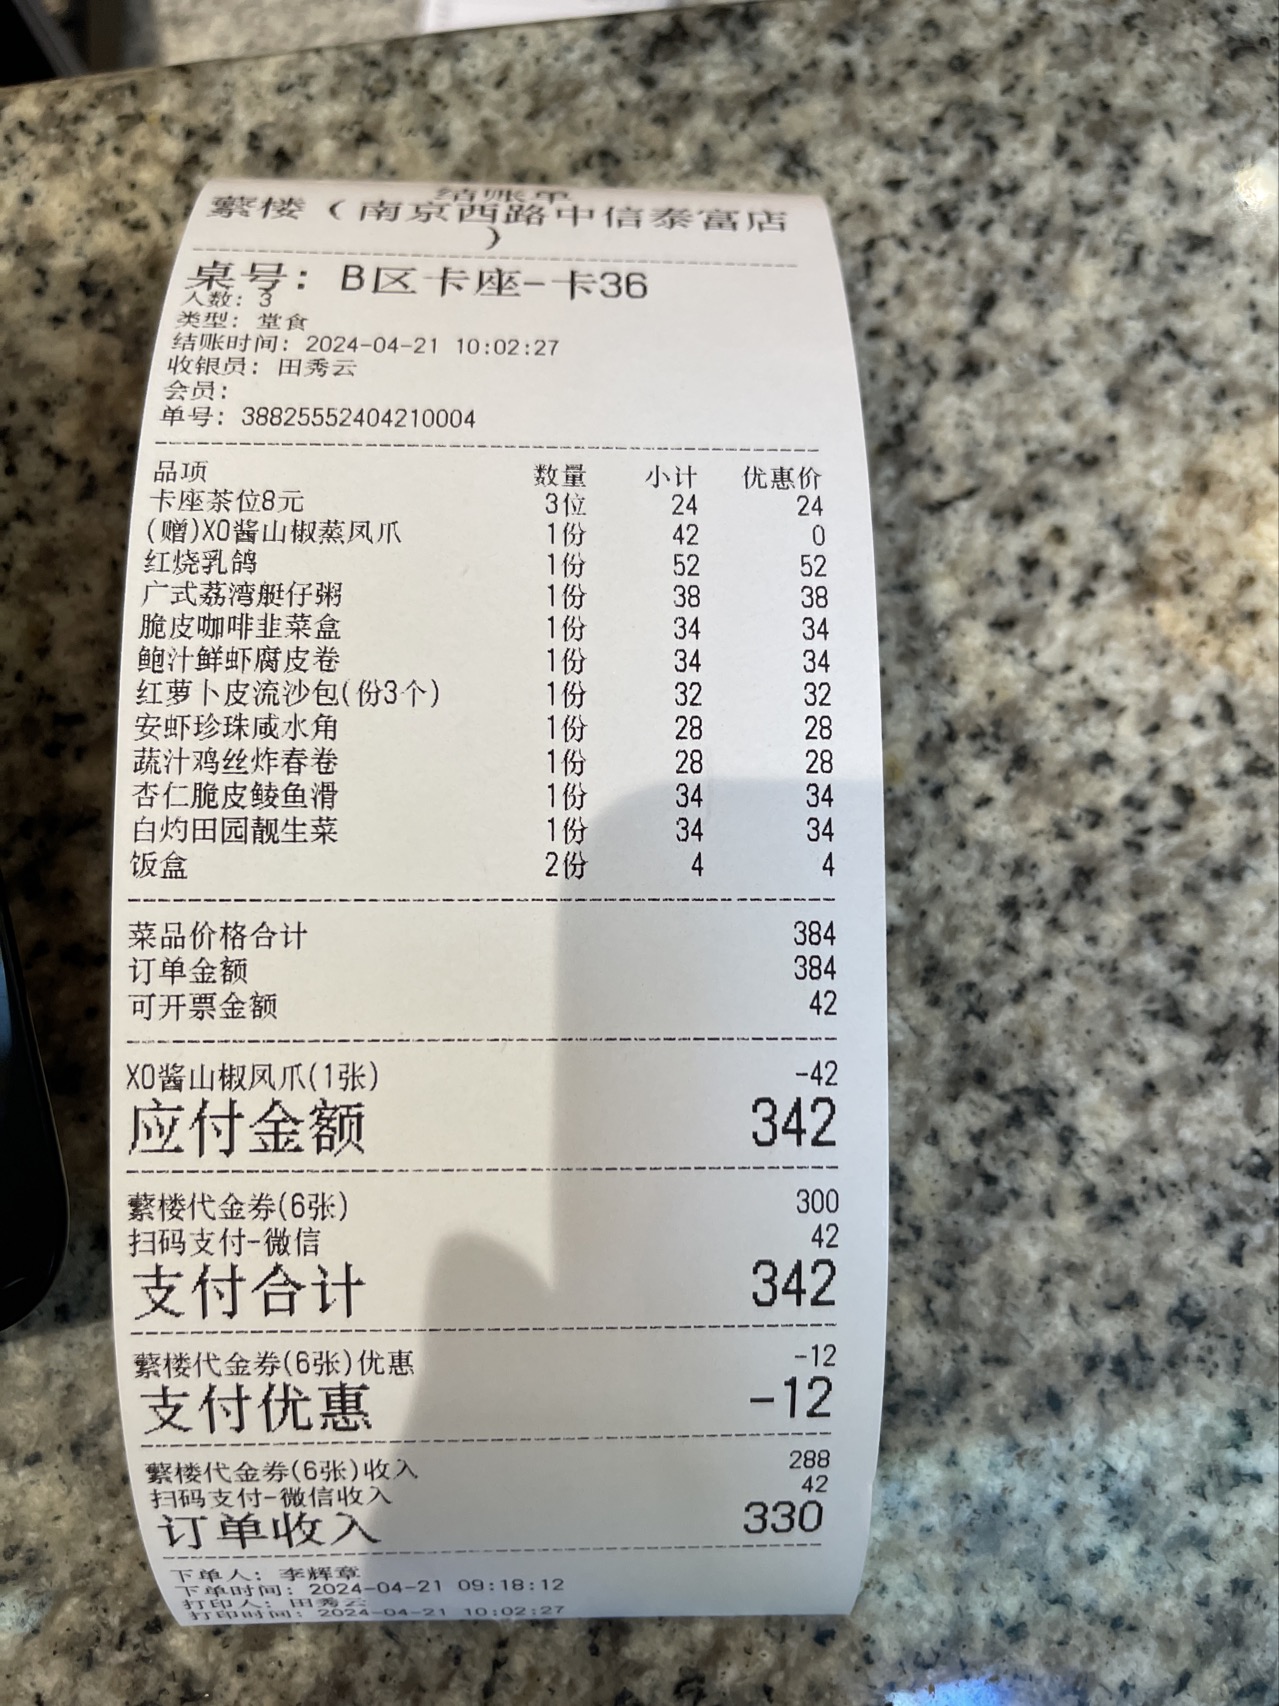 结账单
蘩楼（南京西路中信泰富店
）
桌号：B区卡座-卡36
人数：3
类型：堂食
结账时间：2024-04-21 10:02:27
收银员：田秀云
会员：
单号：38825552404210004
品项 数量 小计 优惠价
卡座茶位8元 3位 24 24
(赠)XO酱山椒蒸凤爪 1份 42 0
红烧乳鸽 1份 52 52
广式荔湾艇仔粥 1份 38 38
脆皮咖啡韭菜盒 1份 34 34
鲍汁鲜虾腐皮卷 1份 34 34
红萝卜皮流沙包(份3个) 1份 32 32
安虾珍珠咸水角 1份 28 28
蔬汁鸡丝炸春卷 1份 28 28
杏仁脆皮鲮鱼滑 1份 34 34
白灼田园靓生菜 1份 34 34
饭盒 2份 4 4
菜品价格合计 384
订单金额 384
可开票金额 42
XO酱山椒凤爪(1张) -42
应付金额 342
蘩楼代金券(6张) 300
扫码支付-微信 42
支付合计 342
蘩楼代金券(6张)优惠 -12
支付优惠 -12
蘩楼代金券(6张)收入 288
扫码支付-微信收入 42
订单收入 330
下单人：李辉章
下单时间：2024-04-21 09:18:12
打印人：田秀云
打印时间：2024-04-21 10:02:27